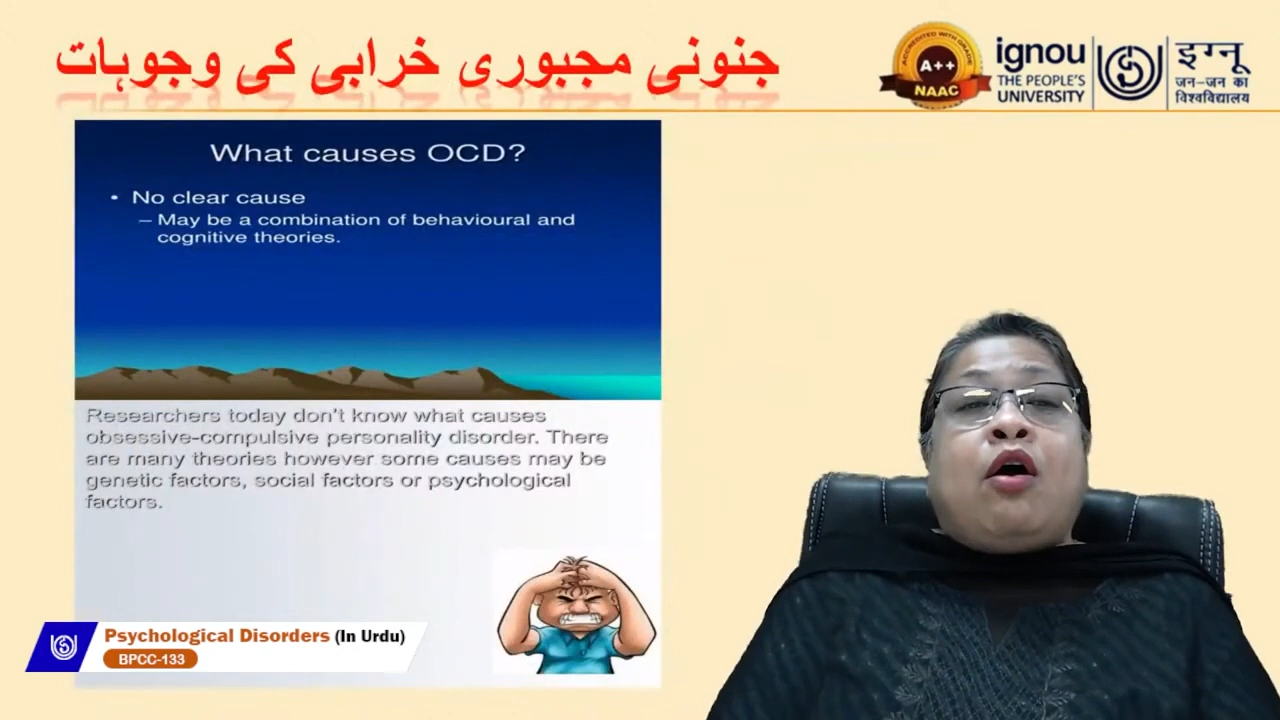 جنونی مجبوری خرابی کی وجوہات
ACCREDITED WITH GRADE
A++
NAAC
ignou
THE PEOPLE'S
UNIVERSITY
इग्नू
जन-जन का
विश्वविद्यालय
What causes OCD?
• No clear cause
– May be a combination of behavioural and
cognitive theories.
Researchers today don't know what causes
obsessive-compulsive personality disorder. There
are many theories however some causes may be
genetic factors, social factors or psychological
factors.
Psychological Disorders (In Urdu)
BPCC-133